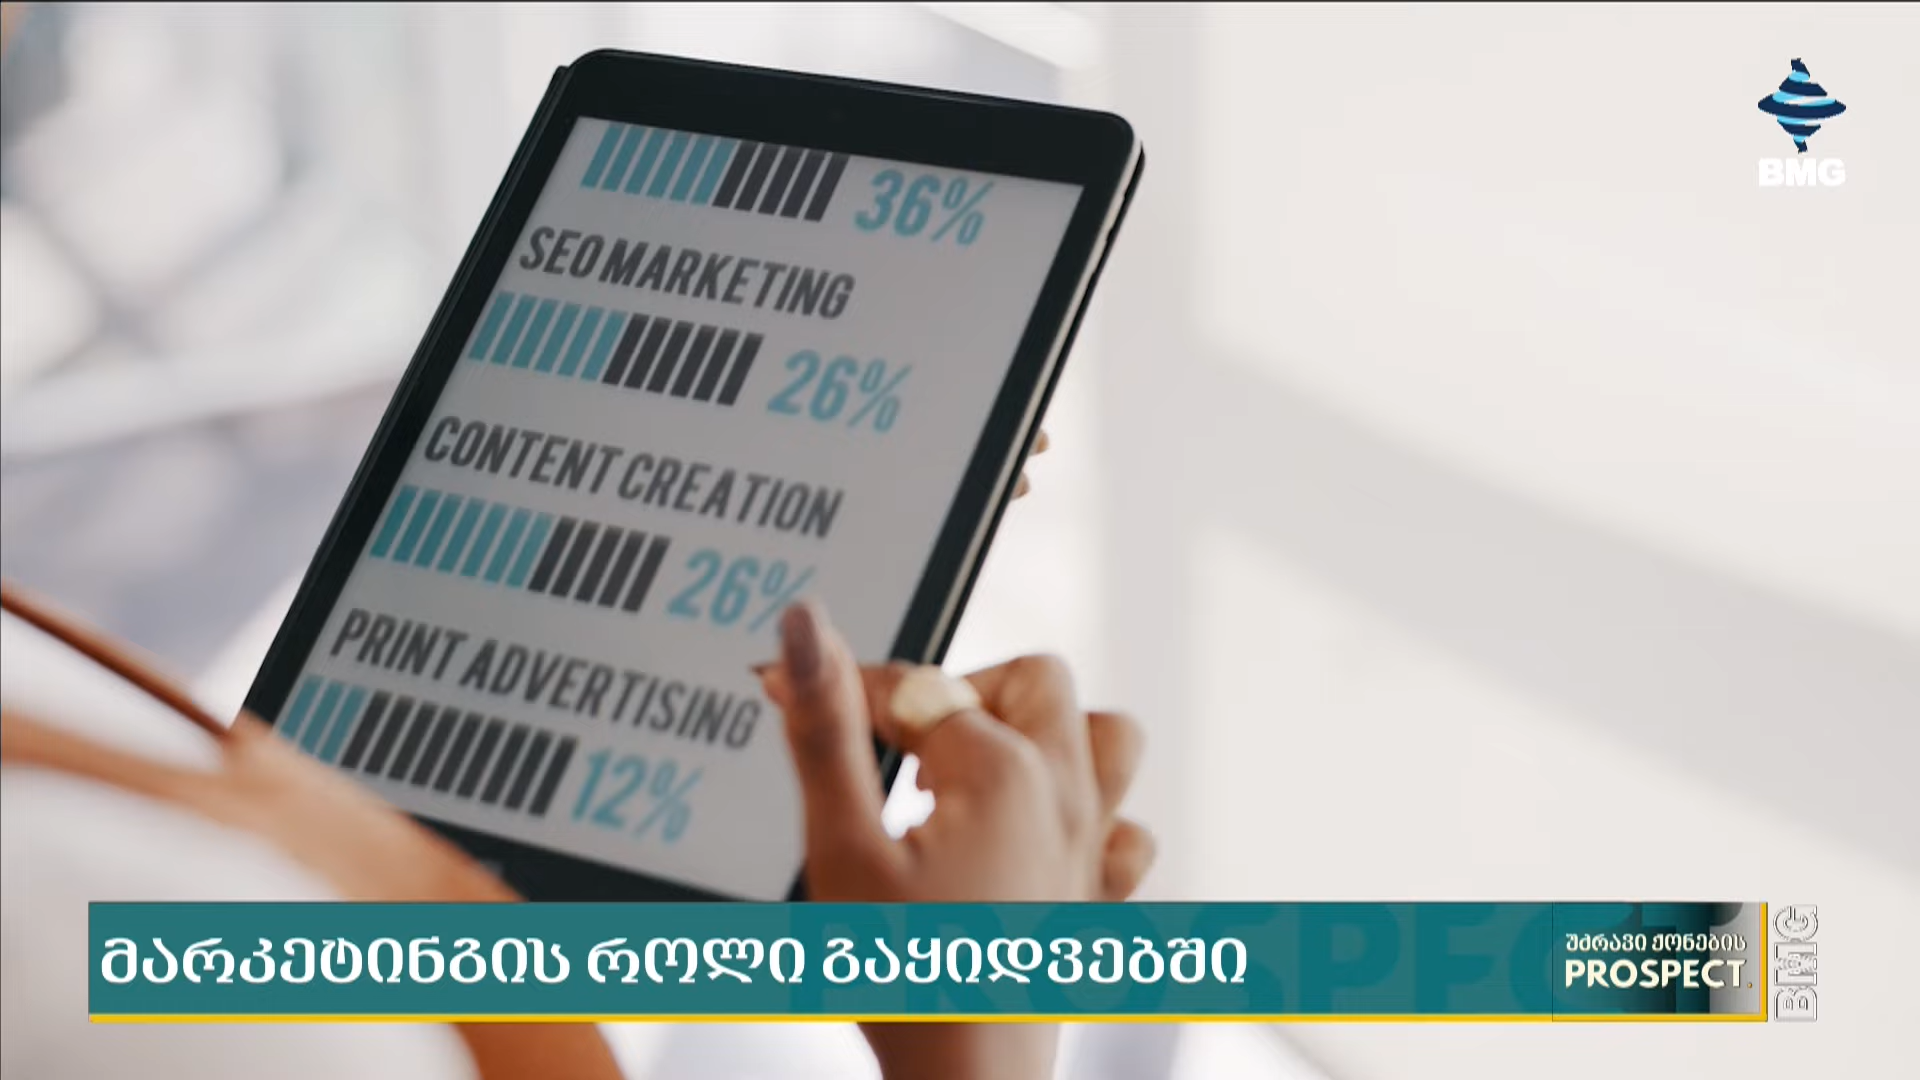 BMG
36%
SEO MARKETING
26%
CONTENT CREATION
26%
PRINT ADVERTISING
12%
მარკეტინგის როლი გაყიდვებში
უძრავი ქონების
PROSPECT.
BMG